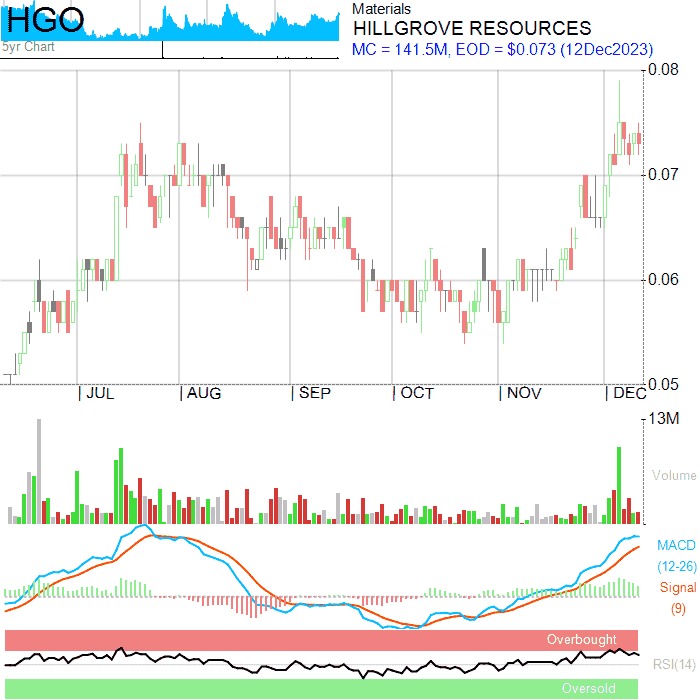 HGO
5yr Chart
Materials
HILLGROVE RESOURCES
MC = 141.5M, EOD = $0.073 (12Dec2023)
0.08
0.07
0.06
0.05
JUL AUG SEP OCT NOV DEC
13M
Volume
MACD
(12-26)
Signal
(9)
Overbought
RSI(14)
Oversold